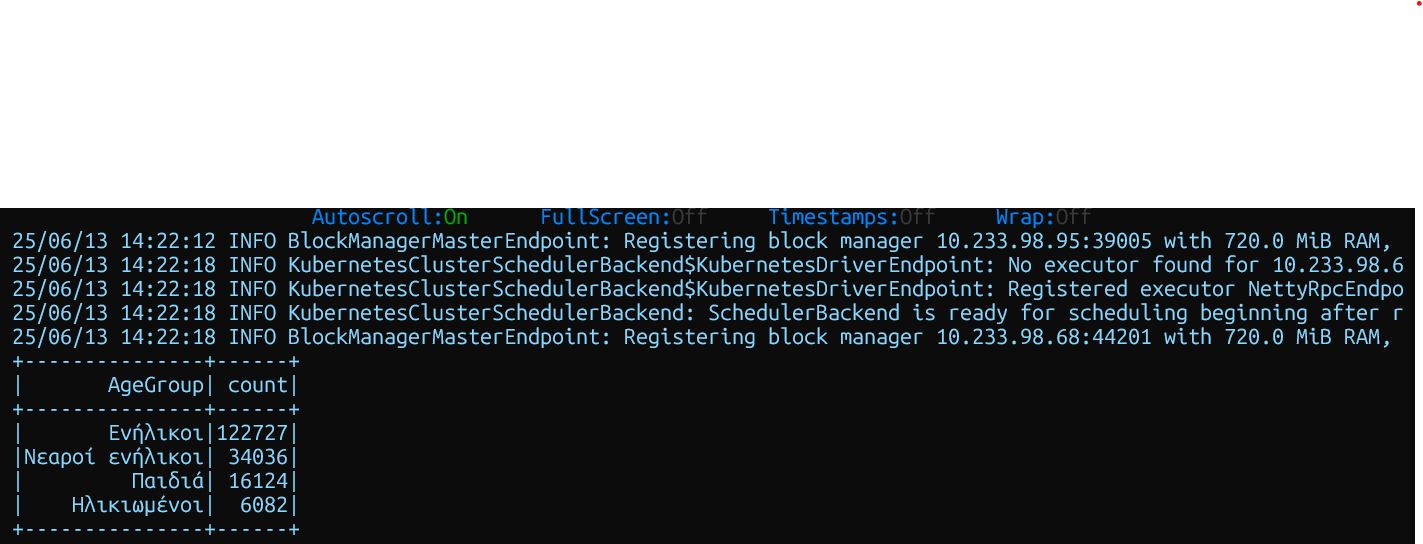 Autoscroll:On FullScreen:Off Timestamps:Off Wrap:Off
25/06/13 14:22:12 INFO BlockManagerMasterEndpoint: Registering block manager 10.233.98.95:39005 with 720.0 MiB RAM,
25/06/13 14:22:18 INFO KubernetesClusterSchedulerBackend$KubernetesDriverEndpoint: No executor found for 10.233.98.6
25/06/13 14:22:18 INFO KubernetesClusterSchedulerBackend$KubernetesDriverEndpoint: Registered executor NettyRpcEndpo
25/06/13 14:22:18 INFO KubernetesClusterSchedulerBackend: SchedulerBackend is ready for scheduling beginning after r
25/06/13 14:22:18 INFO BlockManagerMasterEndpoint: Registering block manager 10.233.98.68:44201 with 720.0 MiB RAM,
+---------------+------+
|       AgeGroup| count|
+---------------+------+
|       Ενήλικοι|122727|
|Νεαροί ενήλικοι| 34036|
|         Παιδιά| 16124|
|    Ηλικιωμένοι|  6082|
+---------------+------+